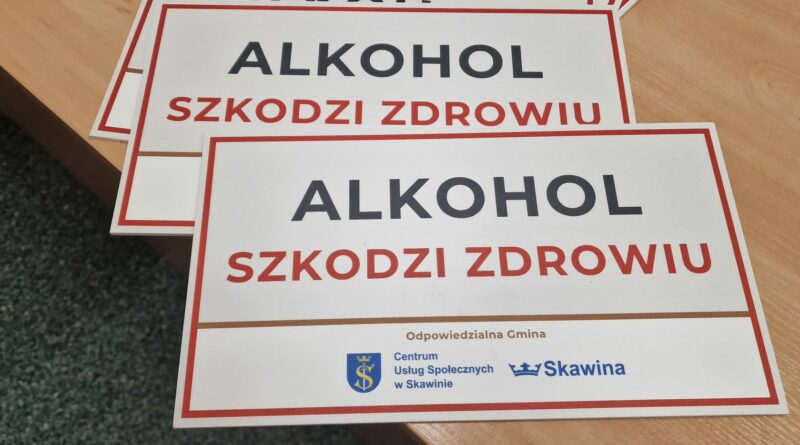 ALKOHOL
SZKODZI ZDROWIU
ALKOHOL
SZKODZI ZDROWIU
Odpowiedzialna Gmina
Centrum
Usług Społecznych
w Skawinie
Skawina